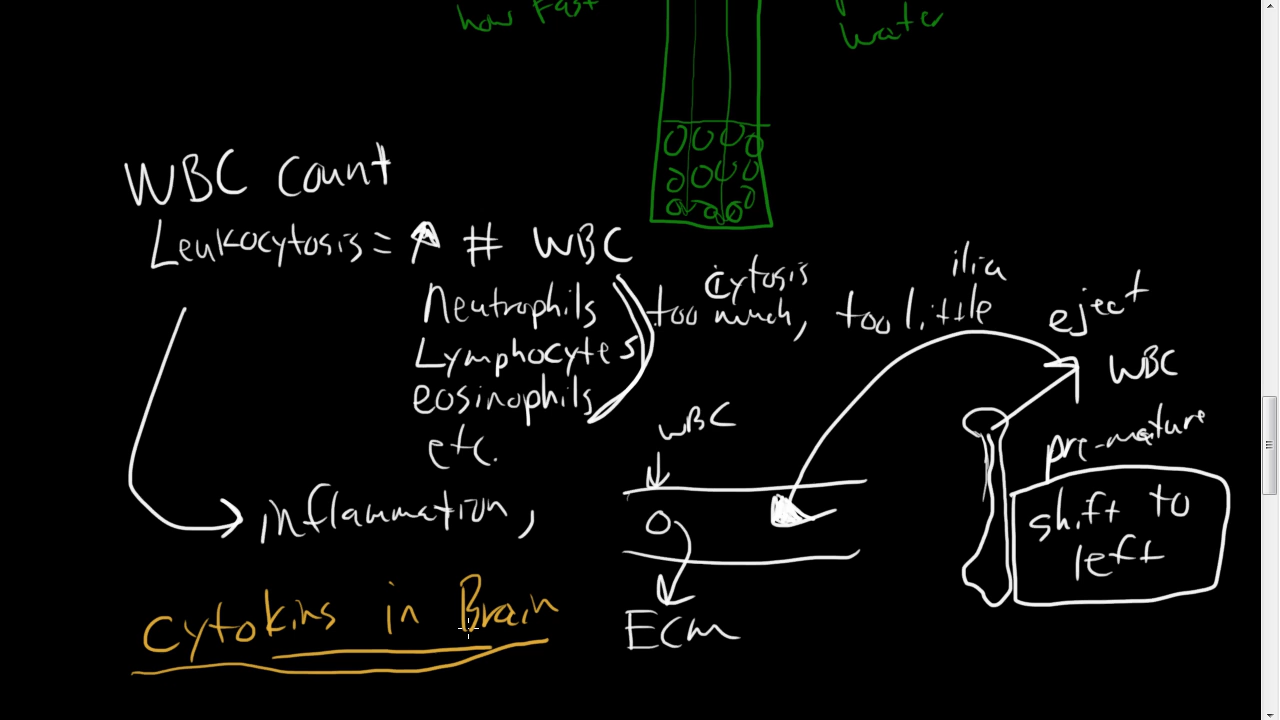 how Fast
water
WBC Count
Leukocytosis = ↑ # WBC
Neutrophils
Lymphocytes
eosinophils
etc.
cytosis
too much, too little
ilia
eject
WBC
pre-mature
shift to
left
WBC
ECM
inflammation,
Cytokins in Brain